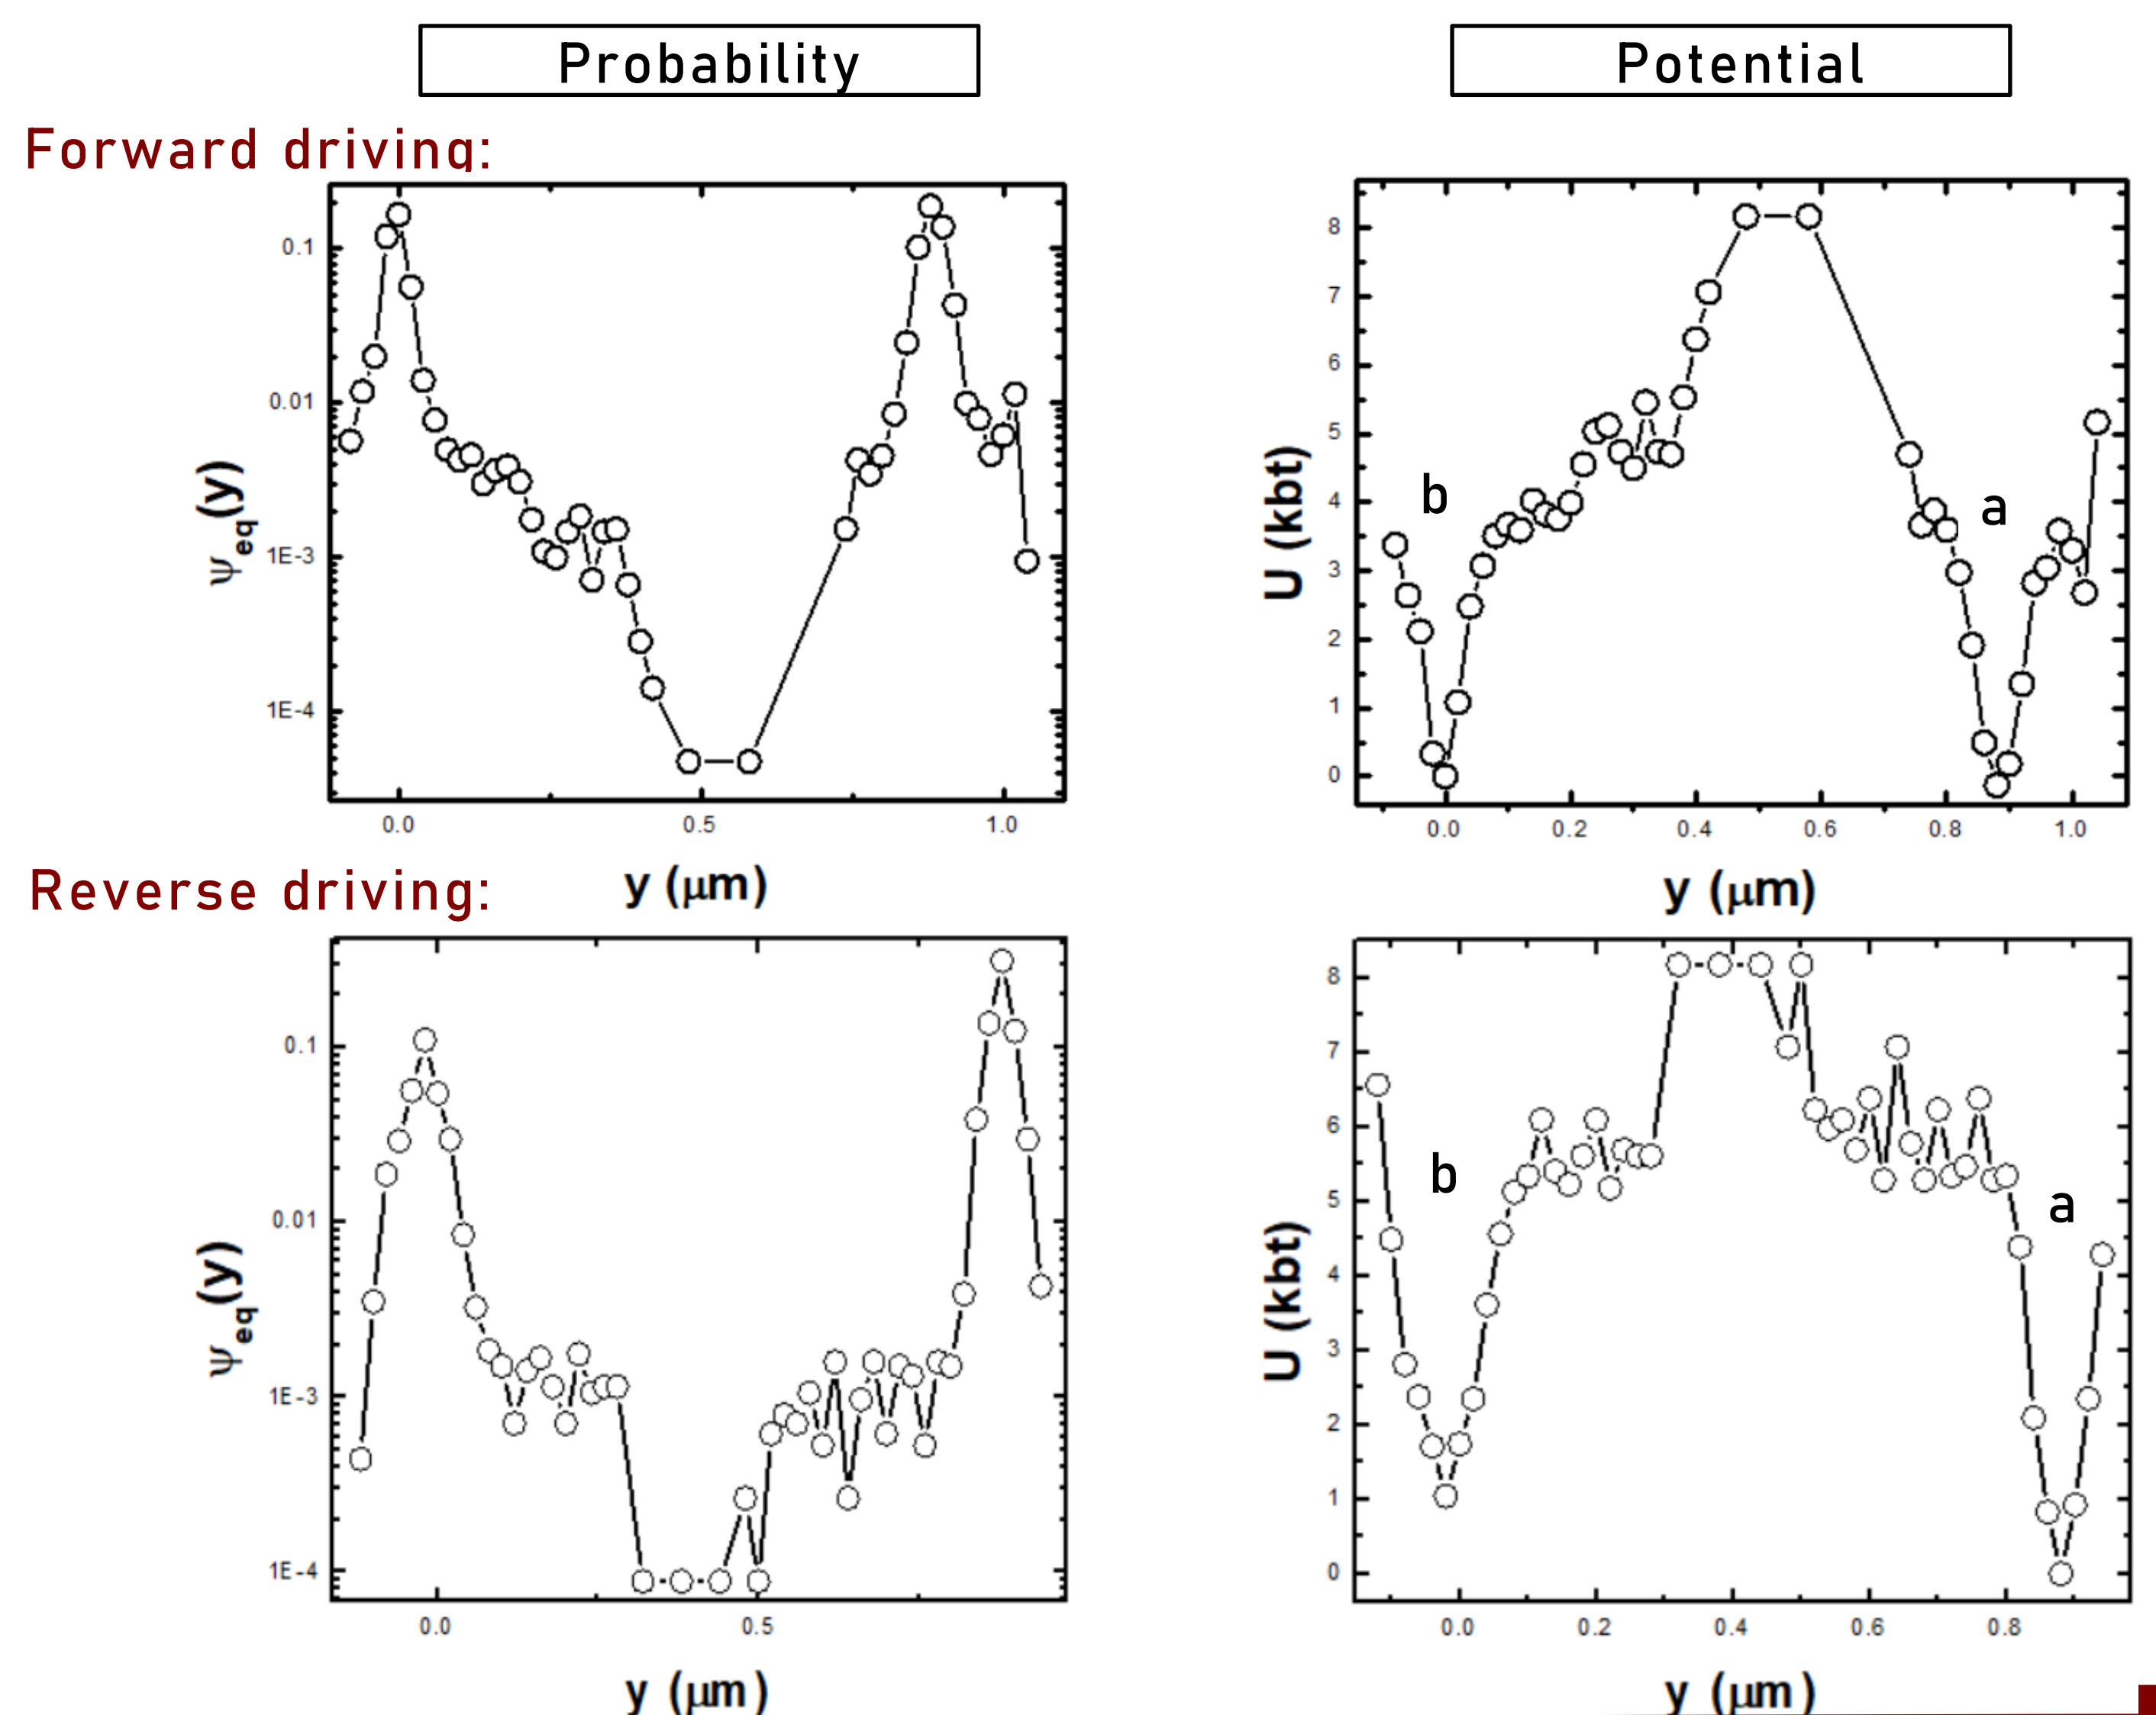 Probability
Potential
Forward driving:
0.1
0.01
1E-3
1E-4
ψeq(y)
0.0 0.5 1.0
y (μm)
8
7
6
5
4
3
2
1
0
U (kbt)
b
a
0.0 0.2 0.4 0.6 0.8 1.0
y (μm)
Reverse driving:
0.1
0.01
1E-3
1E-4
ψeq(y)
0.0 0.5
y (μm)
8
7
6
5
4
3
2
1
0
U (kbt)
b
a
0.0 0.2 0.4 0.6 0.8
y (μm)